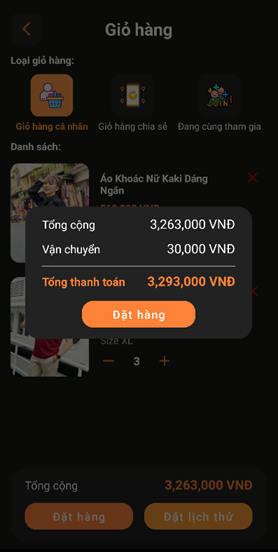 Giỏ hàng
Loại giỏ hàng:
Giỏ hàng cá nhân
Giỏ hàng chia sẻ
Đang cùng tham gia
Danh sách:
Áo Khoác Nữ Kaki Dáng
Ngắn
Tổng cộng 3,263,000 VNĐ
Vận chuyển 30,000 VNĐ
Tổng thanh toán 3,293,000 VNĐ
Đặt hàng
Size XL
3
Tổng cộng 3,263,000 VNĐ
Đặt hàng
Đặt lịch thử